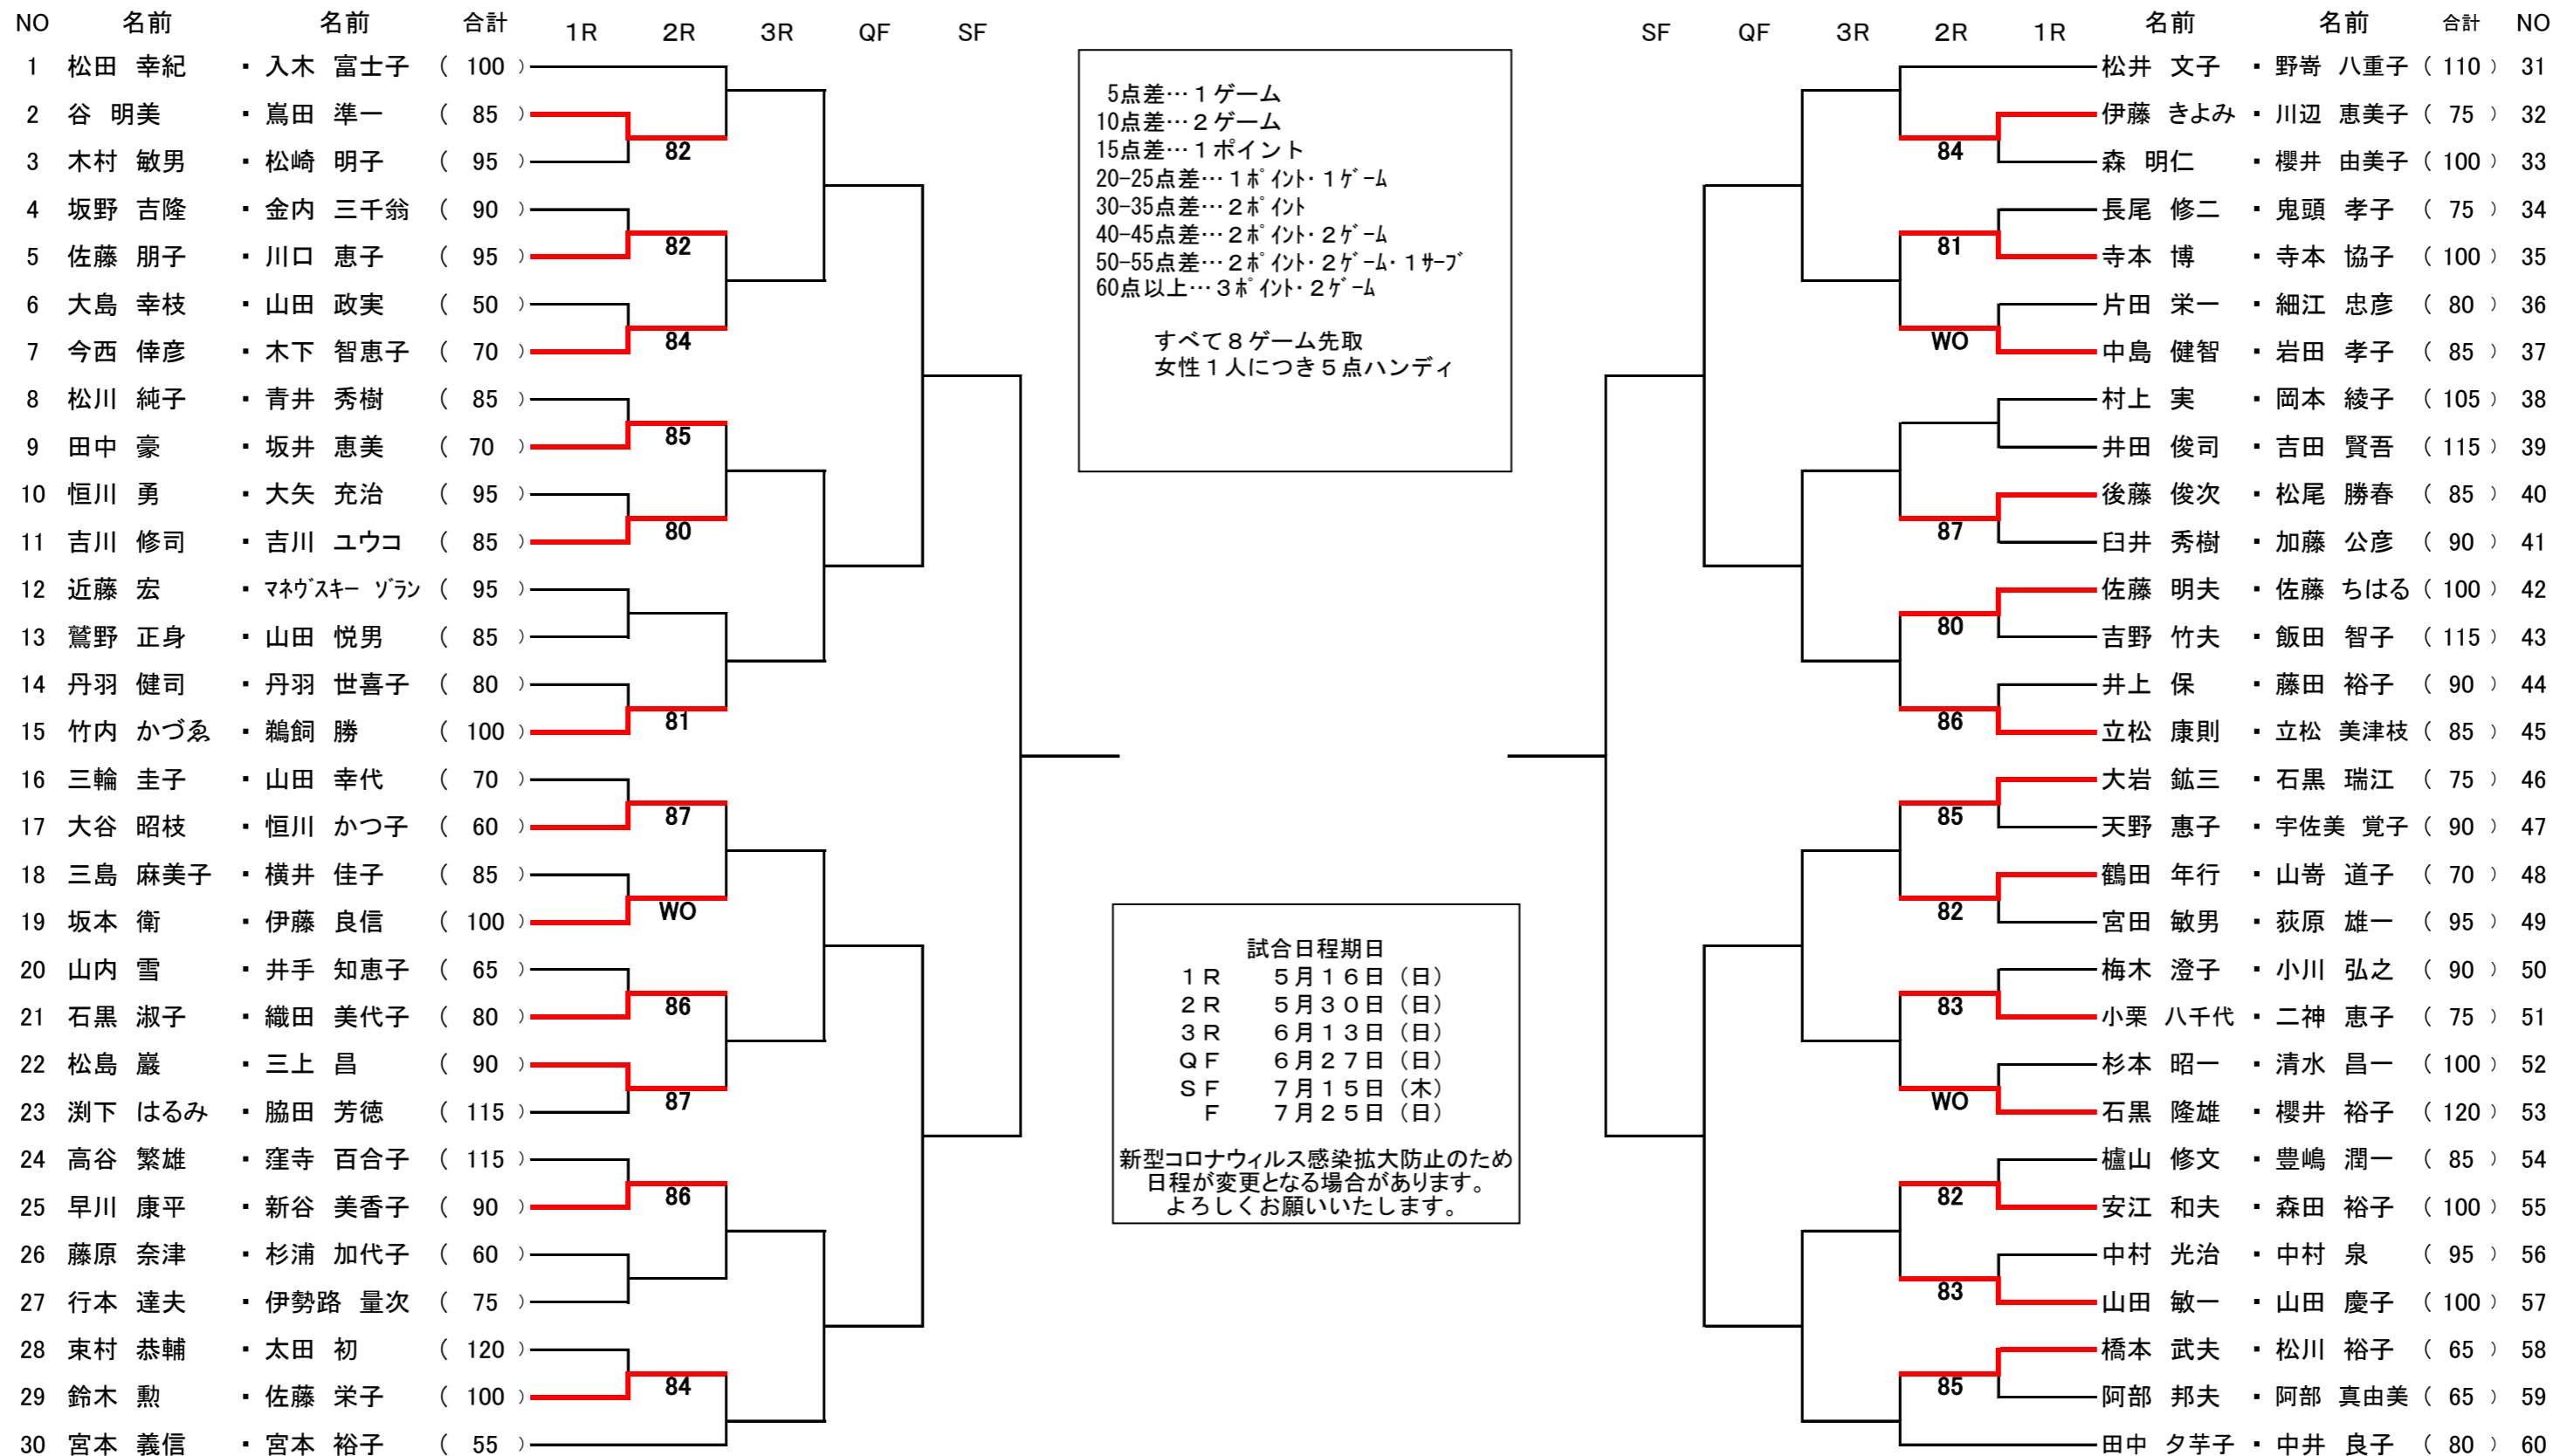 NO 名前 名前 合計 1R 2R 3R QF SF
1 松田 幸紀 ・ 入木 富士子 ( 100 )
2 谷 明美 ・ 嶌田 準一 ( 85 )
82
3 木村 敏男 ・ 松崎 明子 ( 95 )
4 坂野 吉隆 ・ 金内 三千翁 ( 90 )
82
5 佐藤 朋子 ・ 川口 恵子 ( 95 )
6 大島 幸枝 ・ 山田 政実 ( 50 )
84
7 今西 倖彦 ・ 木下 智恵子 ( 70 )
8 松川 純子 ・ 青井 秀樹 ( 85 )
85
9 田中 豪 ・ 坂井 恵美 ( 70 )
10 恒川 勇 ・ 大矢 充治 ( 95 )
80
11 吉川 修司 ・ 吉川 ユウコ ( 85 )
12 近藤 宏 ・ マネヴスキー ゾラン ( 95 )
13 鷲野 正身 ・ 山田 悦男 ( 85 )
14 丹羽 健司 ・ 丹羽 世喜子 ( 80 )
81
15 竹内 かづゑ ・ 鵜飼 勝 ( 100 )
16 三輪 圭子 ・ 山田 幸代 ( 70 )
87
17 大谷 昭枝 ・ 恒川 かつ子 ( 60 )
18 三島 麻美子 ・ 横井 佳子 ( 85 )
WO
19 坂本 衛 ・ 伊藤 良信 ( 100 )
20 山内 雪 ・ 井手 知恵子 ( 65 )
86
21 石黒 淑子 ・ 織田 美代子 ( 80 )
22 松島 巌 ・ 三上 昌 ( 90 )
87
23 渕下 はるみ ・ 脇田 芳徳 ( 115 )
24 高谷 繁雄 ・ 窪寺 百合子 ( 115 )
86
25 早川 康平 ・ 新谷 美香子 ( 90 )
26 藤原 奈津 ・ 杉浦 加代子 ( 60 )
27 行本 達夫 ・ 伊勢路 量次 ( 75 )
28 束村 恭輔 ・ 太田 初 ( 120 )
84
29 鈴木 勲 ・ 佐藤 栄子 ( 100 )
30 宮本 義信 ・ 宮本 裕子 ( 55 )
5点差…1ゲーム
10点差…2ゲーム
15点差…1ポイント
20-25点差…1ポイント・1ゲーム
30-35点差…2ポイント
40-45点差…2ポイント・2ゲーム
50-55点差…2ポイント・2ゲーム・1サーブ
60点以上…3ポイント・2ゲーム
すべて8ゲーム先取
女性1人につき5点ハンディ
試合日程期日
1R 5月16日(日)
2R 5月30日(日)
3R 6月13日(日)
QF 6月27日(日)
SF 7月15日(木)
F 7月25日(日)
新型コロナウィルス感染拡大防止のため
日程が変更となる場合があります。
よろしくお願いいたします。
SF QF 3R 2R 1R 名前 名前 合計 NO
松井 文子 ・ 野嵜 八重子 ( 110 ) 31
伊藤 きよみ ・ 川辺 恵美子 ( 75 ) 32
84
森 明仁 ・ 櫻井 由美子 ( 100 ) 33
長尾 修二 ・ 鬼頭 孝子 ( 75 ) 34
81
寺本 博 ・ 寺本 協子 ( 100 ) 35
片田 栄一 ・ 細江 忠彦 ( 80 ) 36
WO
中島 健智 ・ 岩田 孝子 ( 85 ) 37
村上 実 ・ 岡本 綾子 ( 105 ) 38
井田 俊司 ・ 吉田 賢吾 ( 115 ) 39
後藤 俊次 ・ 松尾 勝春 ( 85 ) 40
87
臼井 秀樹 ・ 加藤 公彦 ( 90 ) 41
佐藤 明夫 ・ 佐藤 ちはる ( 100 ) 42
80
吉野 竹夫 ・ 飯田 智子 ( 115 ) 43
井上 保 ・ 藤田 裕子 ( 90 ) 44
86
立松 康則 ・ 立松 美津枝 ( 85 ) 45
大岩 鉱三 ・ 石黒 瑞江 ( 75 ) 46
85
天野 惠子 ・ 宇佐美 覚子 ( 90 ) 47
鶴田 年行 ・ 山嵜 道子 ( 70 ) 48
82
宮田 敏男 ・ 荻原 雄一 ( 95 ) 49
梅木 澄子 ・ 小川 弘之 ( 90 ) 50
83
小栗 八千代 ・ 二神 恵子 ( 75 ) 51
杉本 昭一 ・ 清水 昌一 ( 100 ) 52
WO
石黒 隆雄 ・ 櫻井 裕子 ( 120 ) 53
櫨山 修文 ・ 豊嶋 潤一 ( 85 ) 54
82
安江 和夫 ・ 森田 裕子 ( 100 ) 55
中村 光治 ・ 中村 泉 ( 95 ) 56
83
山田 敏一 ・ 山田 慶子 ( 100 ) 57
橋本 武夫 ・ 松川 裕子 ( 65 ) 58
85
阿部 邦夫 ・ 阿部 真由美 ( 65 ) 59
田中 夕芋子 ・ 中井 良子 ( 80 ) 60